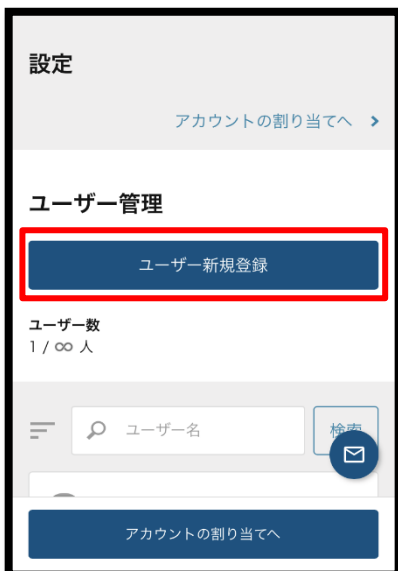 設定
アカウントの割り当てへ >
ユーザー管理
ユーザー新規登録
ユーザー数
1 / ∞ 人
ユーザー名
検索
アカウントの割り当てへ